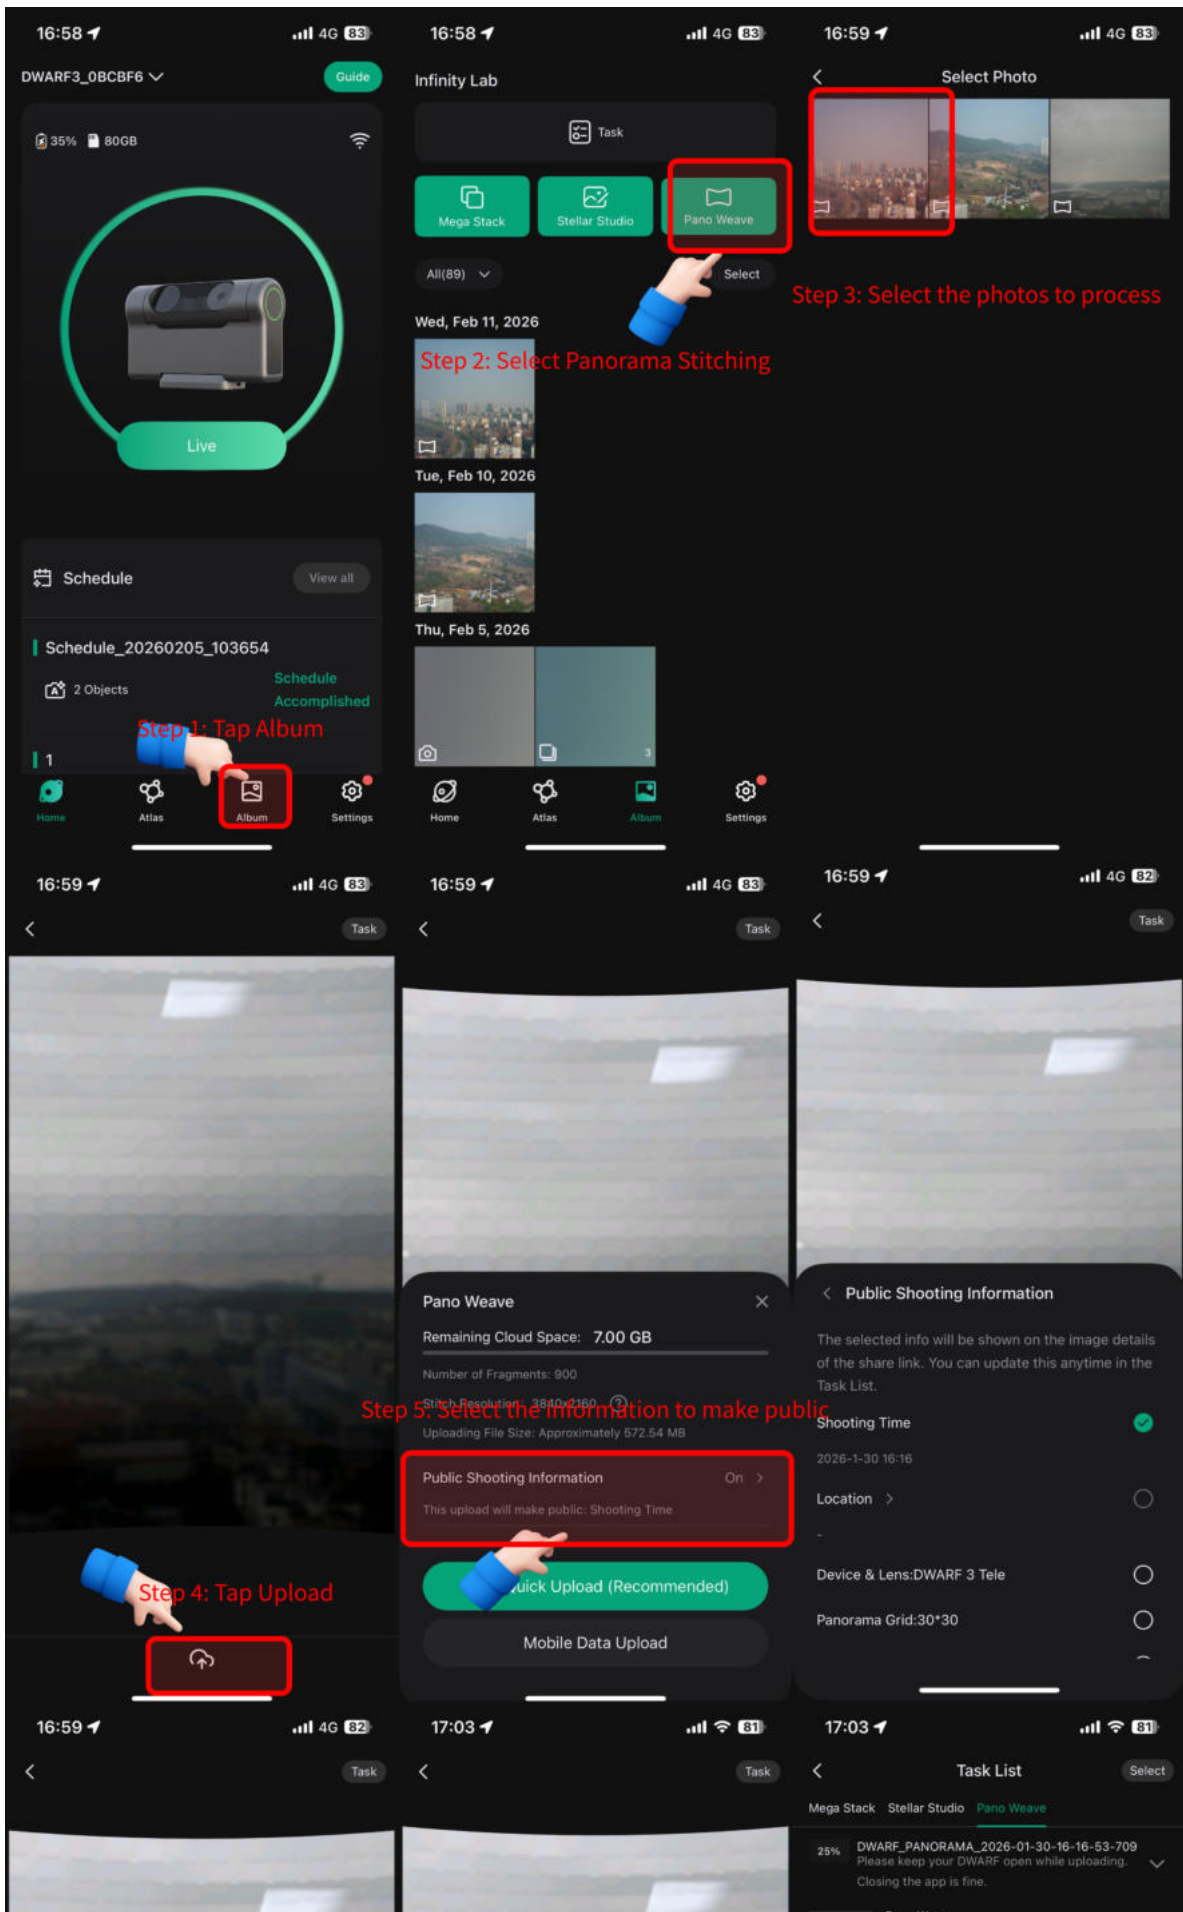 16:58
4G 83
DWARF3_0BCBF6
Guide
35% 80GB
Live
Schedule
View all
Schedule_20260205_103654
2 Objects
Schedule
Accomplished
Step 1: Tap Album
1
Home
Atlas
Album
Settings
16:58
4G 83
Infinity Lab
Task
Mega Stack
Stellar Studio
Pano Weave
All(89)
Select
Wed, Feb 11, 2026
Step 2: Select Panorama Stitching
Tue, Feb 10, 2026
Thu, Feb 5, 2026
3
Home
Atlas
Album
Settings
16:59
4G 83
Select Photo
Step 3: Select the photos to process
16:59
4G 83
Task
Step 4: Tap Upload
16:59
4G 83
Task
Pano Weave
Remaining Cloud Space: 7.00 GB
Number of Fragments: 900
Stitch Resolution: 3840x2160 ?
Step 5: Select the information to make public
Uploading File Size: Approximately 572.54 MB
Public Shooting Information
On
This upload will make public: Shooting Time
Quick Upload (Recommended)
Mobile Data Upload
16:59
4G 82
Task
Public Shooting Information
The selected info will be shown on the image details
of the share link. You can update this anytime in the
Task List.
Shooting Time
2026-1-30 16:16
Location
-
Device & Lens:DWARF 3 Tele
Panorama Grid:30*30
16:59
4G 82
Task
17:03
81
Task
17:03
81
Task List
Select
Mega Stack Stellar Studio Pano Weave
25%
DWARF_PANORAMA_2026-01-30-16-16-53-709
Please keep your DWARF open while uploading.
Closing the app is fine.